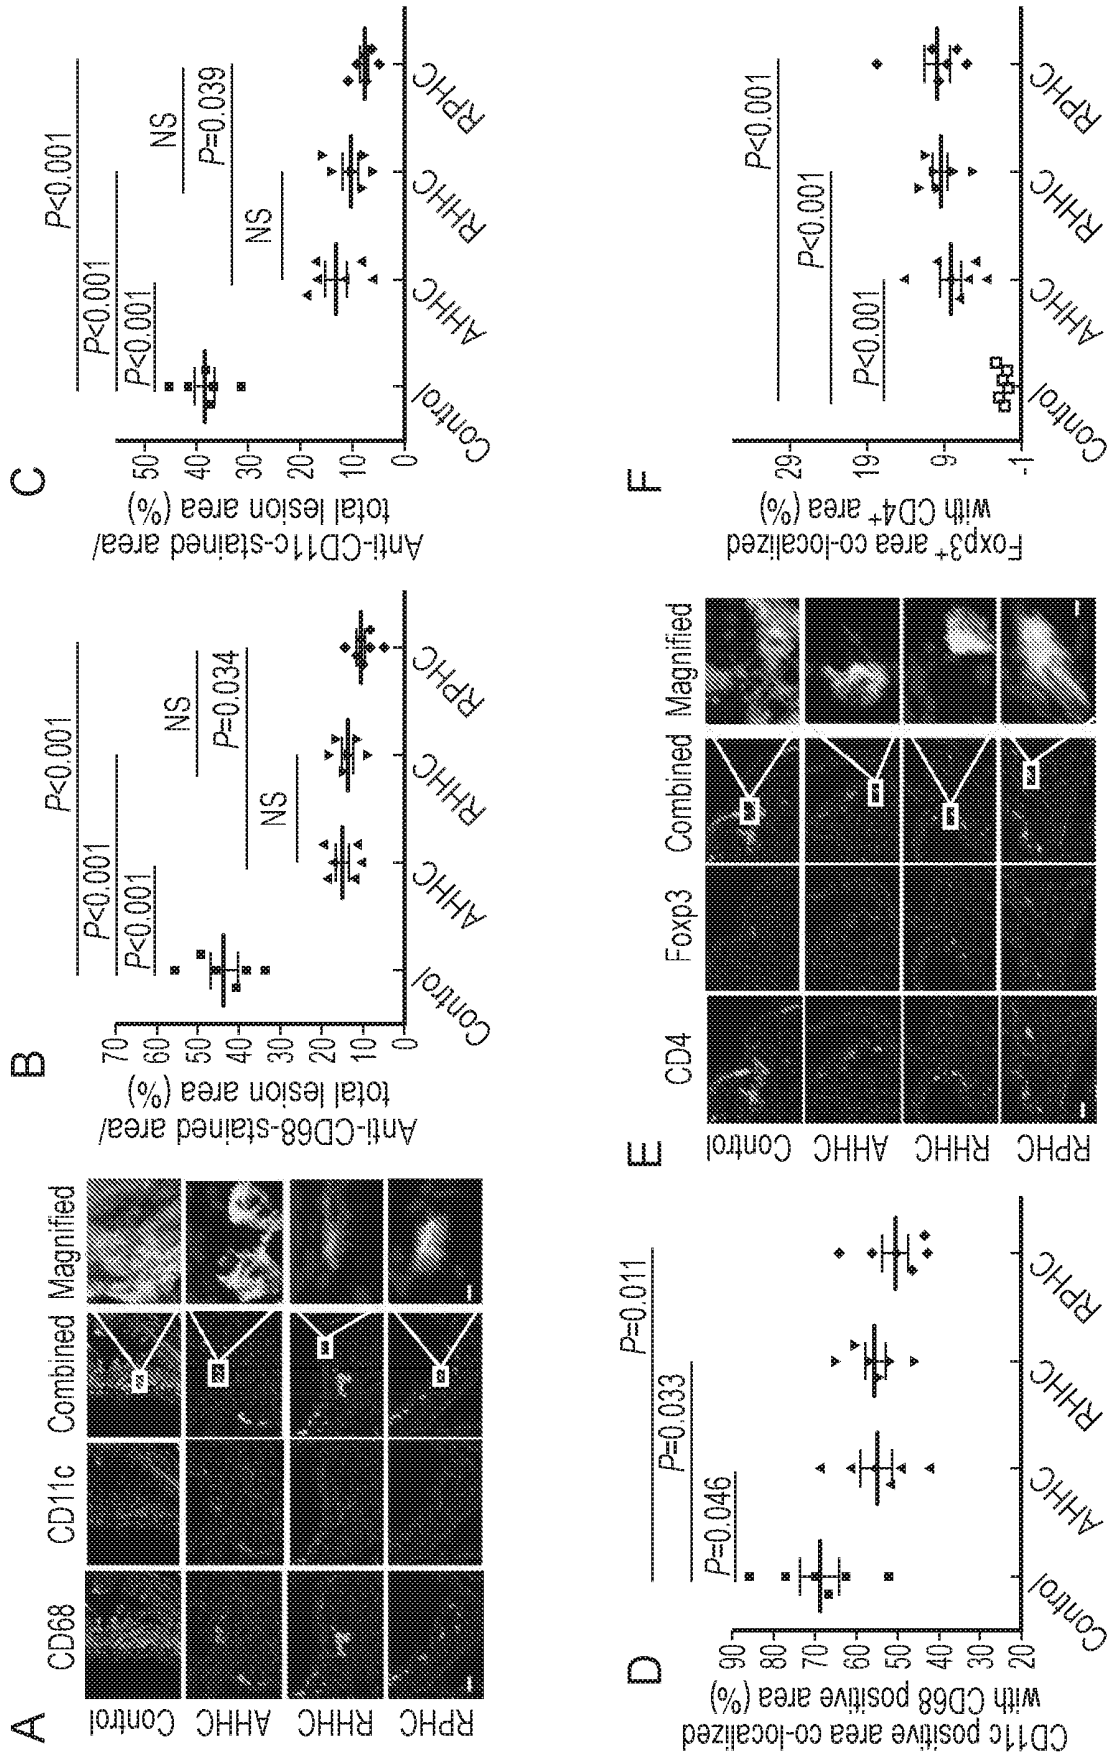 A
CD68
CD11c
Combined
Magnified
Control
AHHC
RHHC
RPHC
B
Anti-CD68-stained area/
total lesion area (%)
70
60
50
40
30
20
10
0
P<0.001
P<0.001
P<0.001
NS
P=0.034
NS
Control
AHHC
RHHC
RPHC
C
Anti-CD11c-stained area/
total lesion area (%)
50
40
30
20
10
0
P<0.001
P<0.001
P<0.001
NS
P=0.039
NS
Control
AHHC
RHHC
RPHC
D
CD11c positive area co-localized
with CD68 positive area (%)
90
80
70
60
50
40
30
20
P=0.011
P=0.033
P=0.046
Control
AHHC
RHHC
RPHC
E
CD4
Foxp3
Combined
Magnified
Control
AHHC
RHHC
RPHC
F
Foxp3⁺ area co-localized
with CD4⁺ area (%)
29
19
9
-1
P<0.001
P<0.001
P<0.001
Control
AHHC
RHHC
RPHC